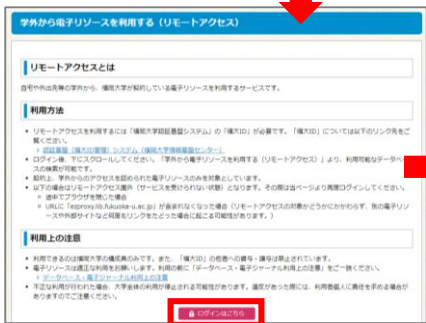 学外から電子リソースを利用する（リモートアクセス）
リモートアクセスとは
自宅や外出先等の学外から、福岡大学が契約している電子リソースを利用するサービスです。
利用方法
• リモートアクセスを利用するには「福岡大学認証基盤システム」の「福大ID」が必要です。「福大ID」については以下のリンク先をご
覧ください。
› 認証基盤（福大ID管理）システム（福岡大学情報基盤センター）
• ログイン後、下にスクロールしてください。「学外から電子リソースを利用する（リモートアクセス）」より、利用可能なデータベー
スの検索が可能です。
• 契約上、学外からのアクセスを認められた電子リソースのみを対象としています。
• 以下の場合はリモートアクセス圏外（サービスを受けられない状態）となります。その際は当ページより再度ログインしてください。
◦ 途中でブラウザを閉じた場合
◦ URLに「esproxy.lib.fukuoka-u.ac.jp」が含まれなくなった場合（リモートアクセスの対象かどうかにかかわらず、別の電子リソ
ースや外部サイトなど何度もリンクをたどった場合に起こる可能性があります。）
利用上の注意
• 利用できるのは福岡大学の構成員のみです。また、「福大ID」の他者への貸与・譲与は禁止されています。
• 電子リソースは適正な利用をお願いします。利用の前に「データベース・電子ジャーナル利用上の注意」をご一読ください。
› データベース・電子ジャーナル利用上の注意
• 不正な利用が行われた場合、大学全体の利用が停止される可能性があります。違反があった際には、利用者個人に責任を求める場合が
ありますのでご注意ください。
ログインはこちら